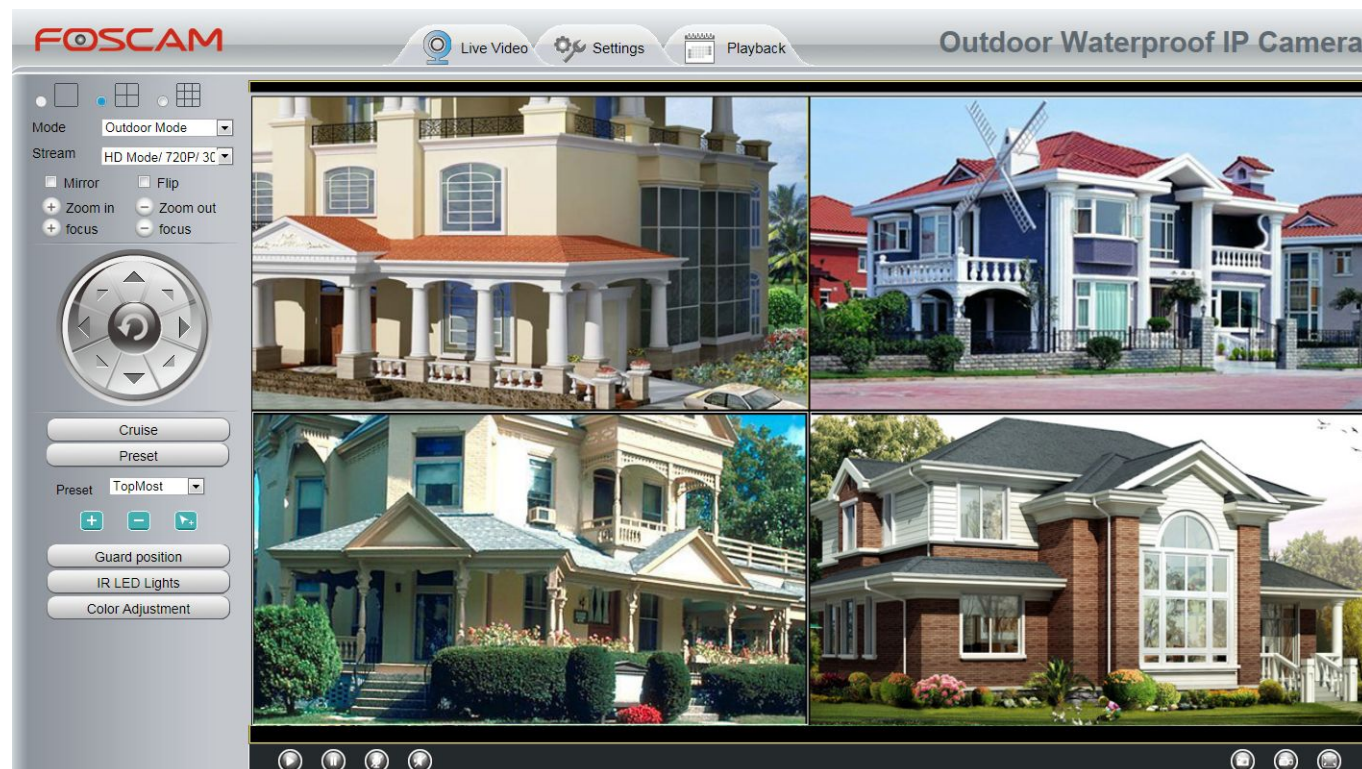 FOSCAM
Live Video
Settings
Playback
Outdoor Waterproof IP Camera
Mode
Outdoor Mode
Stream
HD Mode/ 720P/ 30
Mirror
Flip
Zoom in
Zoom out
focus
focus
Cruise
Preset
Preset
TopMost
Guard position
IR LED Lights
Color Adjustment